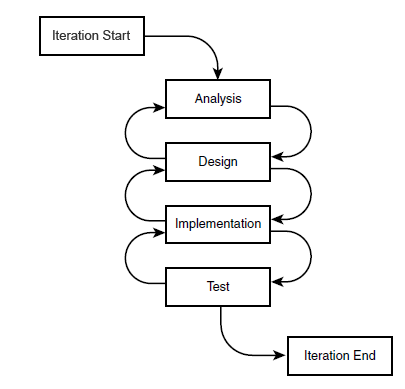 Iteration Start
Analysis
Design
Implementation
Test
Iteration End